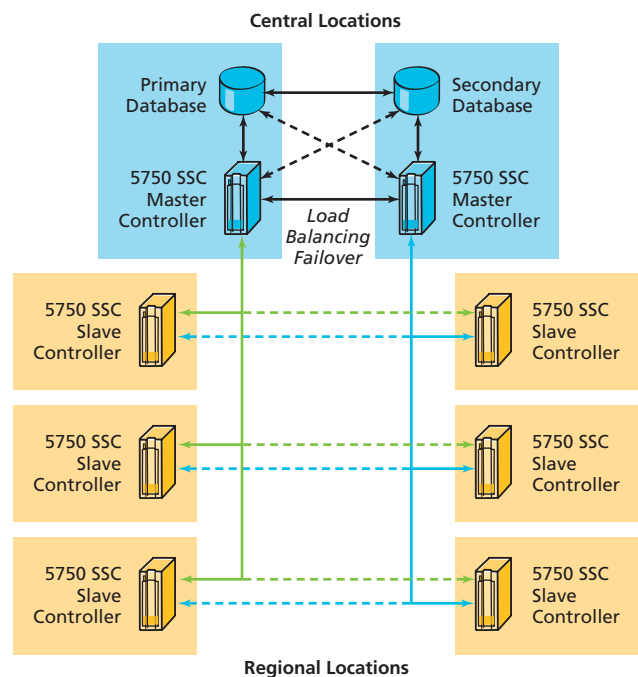 Central Locations
Primary
Database
Secondary
Database
5750 SSC
Master
Controller
5750 SSC
Master
Controller
Load
Balancing
Failover
5750 SSC
Slave
Controller
5750 SSC
Slave
Controller
5750 SSC
Slave
Controller
5750 SSC
Slave
Controller
5750 SSC
Slave
Controller
5750 SSC
Slave
Controller
Regional Locations